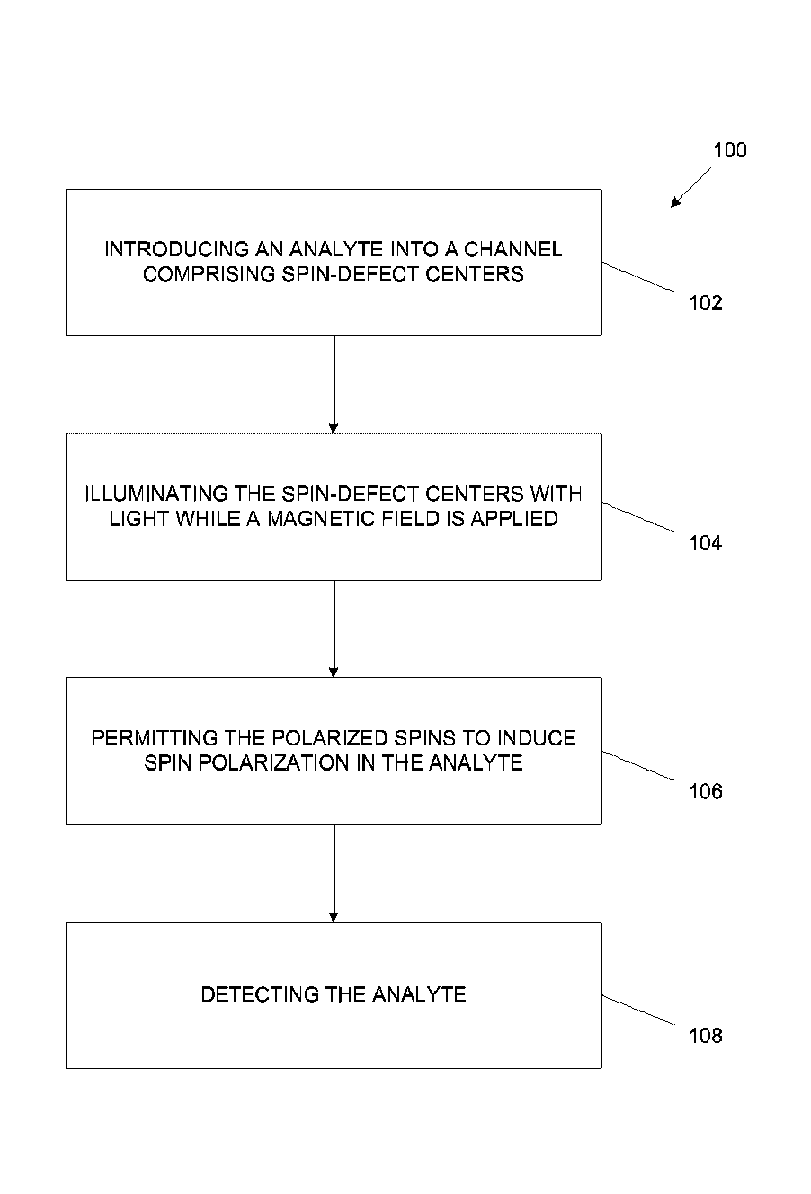 100
INTRODUCING AN ANALYTE INTO A CHANNEL
COMPRISING SPIN-DEFECT CENTERS
102
ILLUMINATING THE SPIN-DEFECT CENTERS WITH
LIGHT WHILE A MAGNETIC FIELD IS APPLIED
104
PERMITTING THE POLARIZED SPINS TO INDUCE
SPIN POLARIZATION IN THE ANALYTE
106
DETECTING THE ANALYTE
108